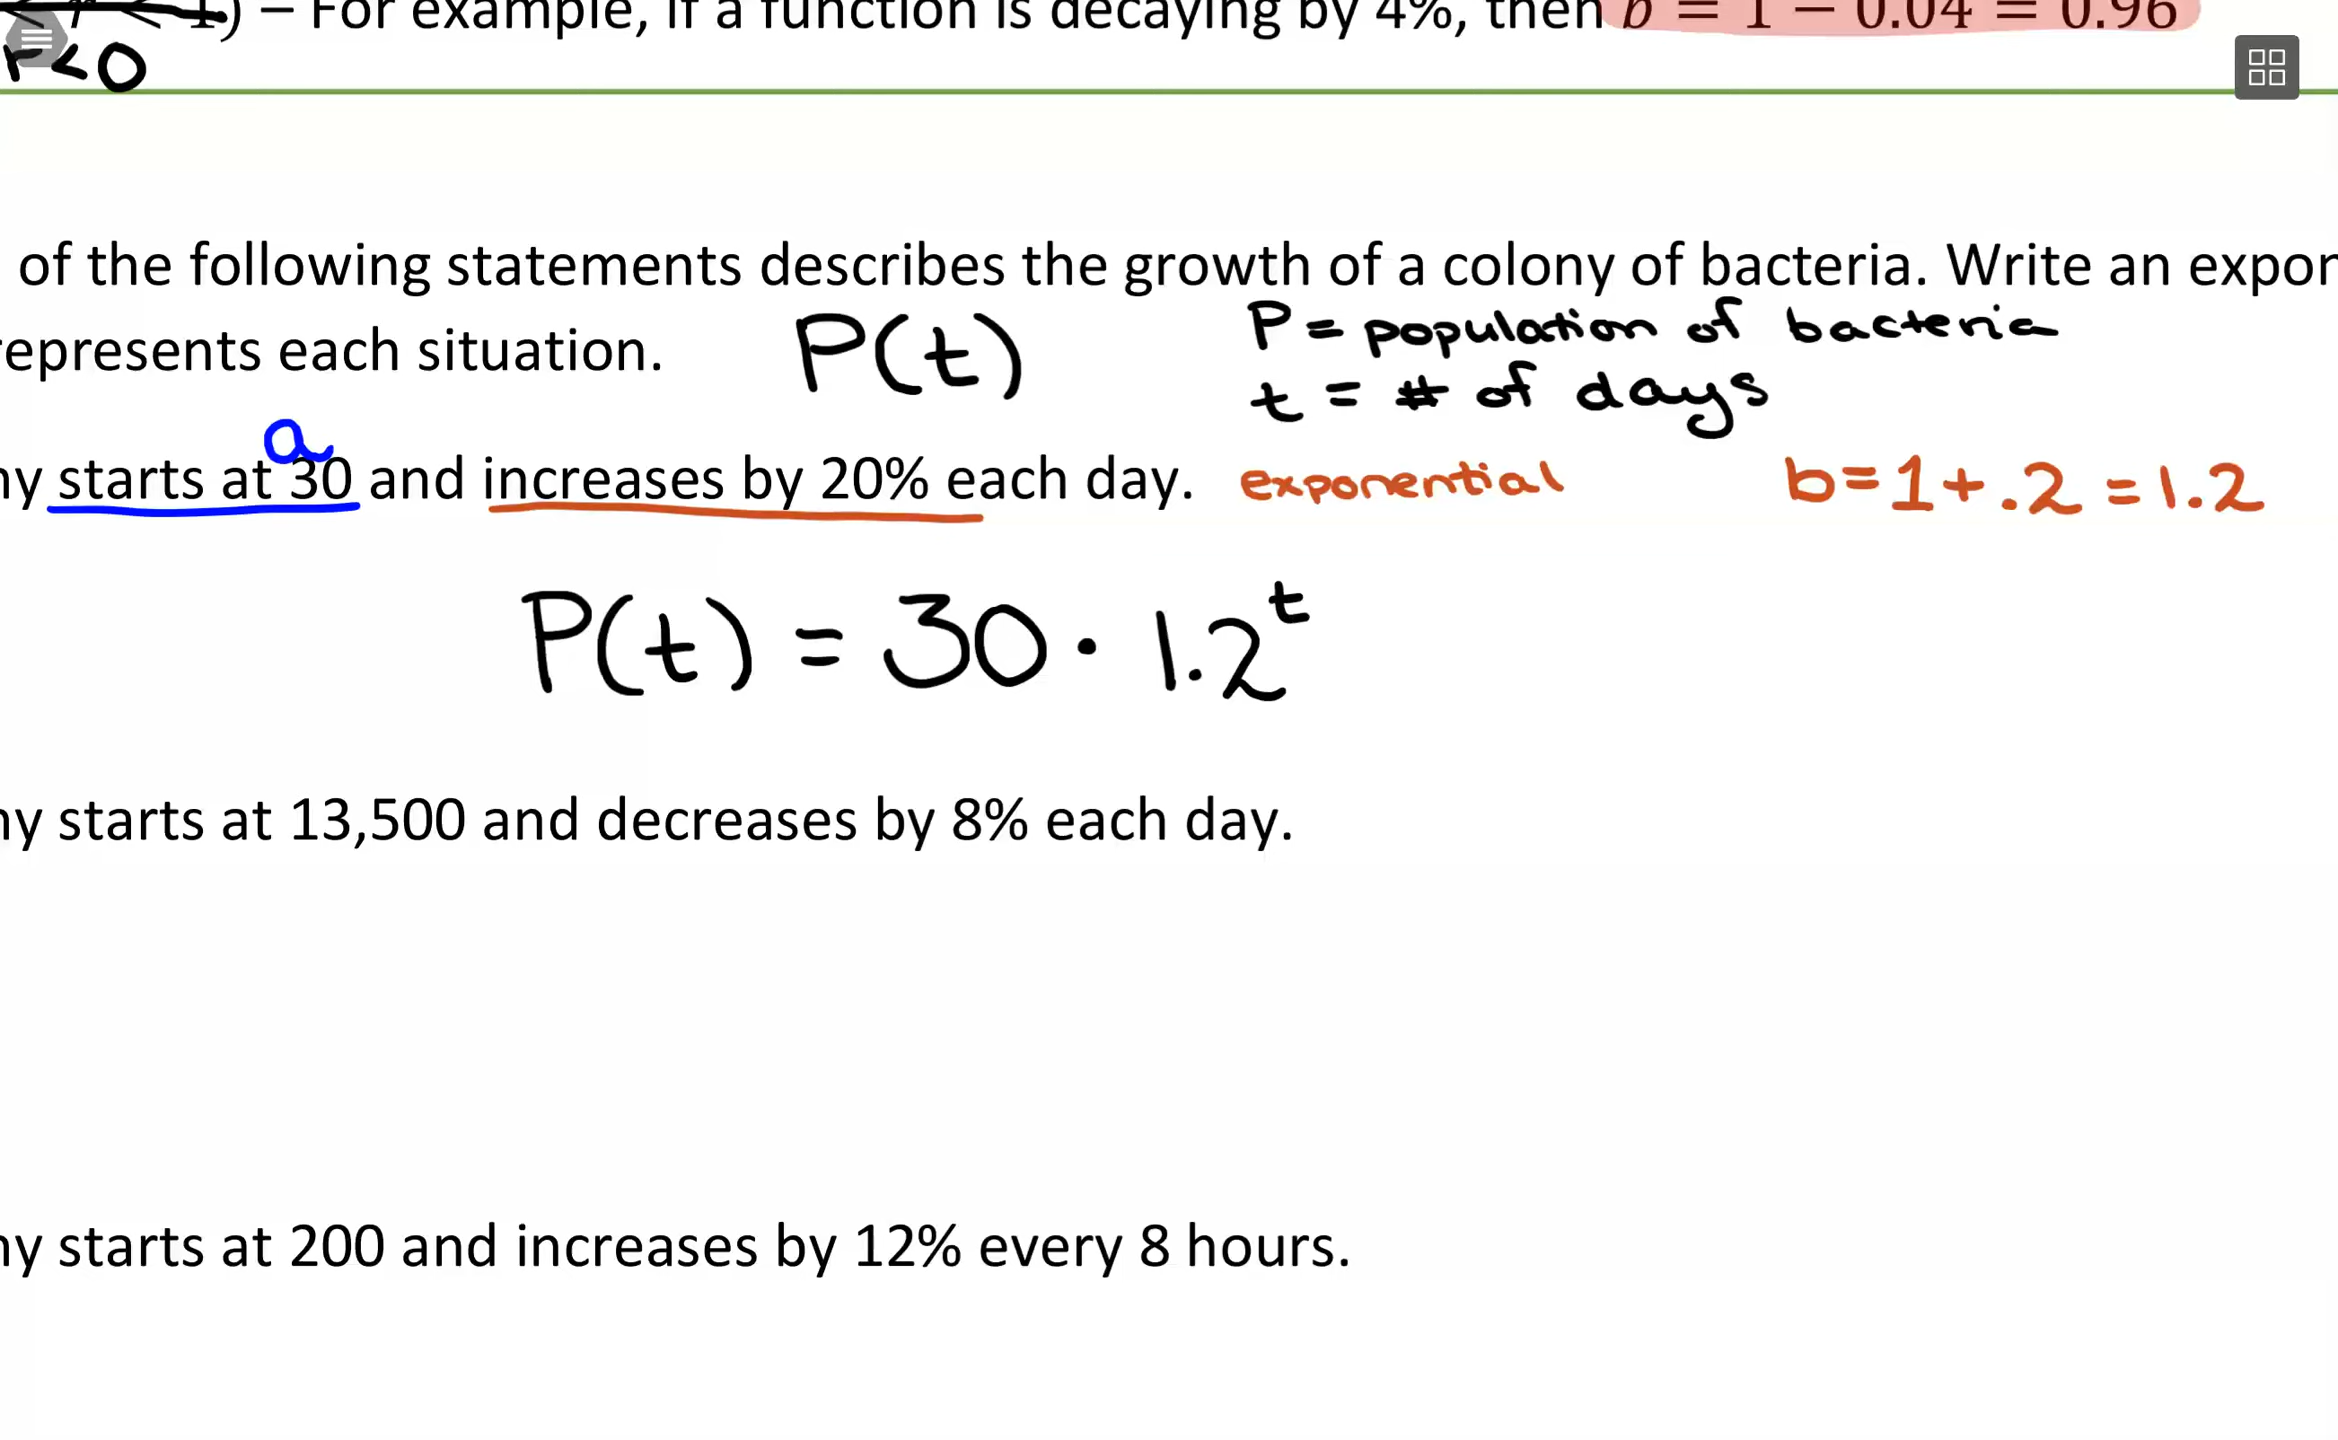 1) – For example, if a function is decaying by 4%, then b = 1 − 0.04 = 0.96
r<0
of the following statements describes the growth of a colony of bacteria. Write an expon
epresents each situation. P(t) P = population of bacteria
t = # of days
a
ny starts at 30 and increases by 20% each day. exponential b=1+.2=1.2
P(t) = 30 · 1.2^t
ny starts at 13,500 and decreases by 8% each day.
ny starts at 200 and increases by 12% every 8 hours.